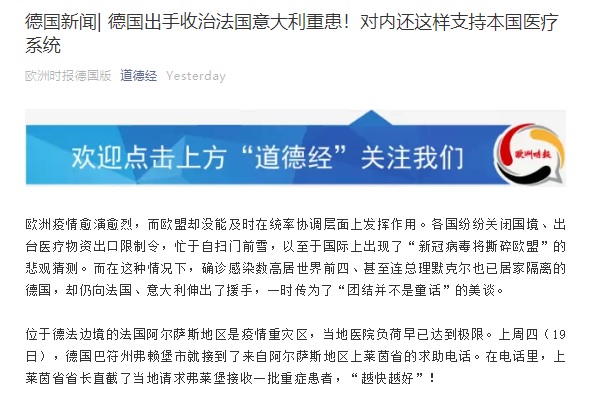 德国新闻| 德国出手收治法国意大利重患！对内还这样支持本国医疗
系统
欧洲时报德国版 道德经 Yesterday
欢迎点击上方“道德经”关注我们
欧洲时报
欧洲疫情愈演愈烈，而欧盟却没能及时在统率协调层面上发挥作用。各国纷纷关闭国境、出
台医疗物资出口限制令，忙于自扫门前雪，以至于国际上出现了“新冠病毒将撕碎欧盟”的
悲观猜测。而在这种情况下，确诊感染数高居世界前四、甚至连总理默克尔也已居家隔离的
德国，却仍向法国、意大利伸出了援手，一时传为了“团结并不是童话”的美谈。
位于德法边境的法国阿尔萨斯地区是疫情重灾区，当地医院负荷早已达到极限。上周四（19
日），德国巴符州弗赖堡市就接到了来自阿尔萨斯地区上莱茵省的求助电话。在电话里，上
莱茵省省长直截了当地请求弗莱堡接收一批重症患者，“越快越好”！